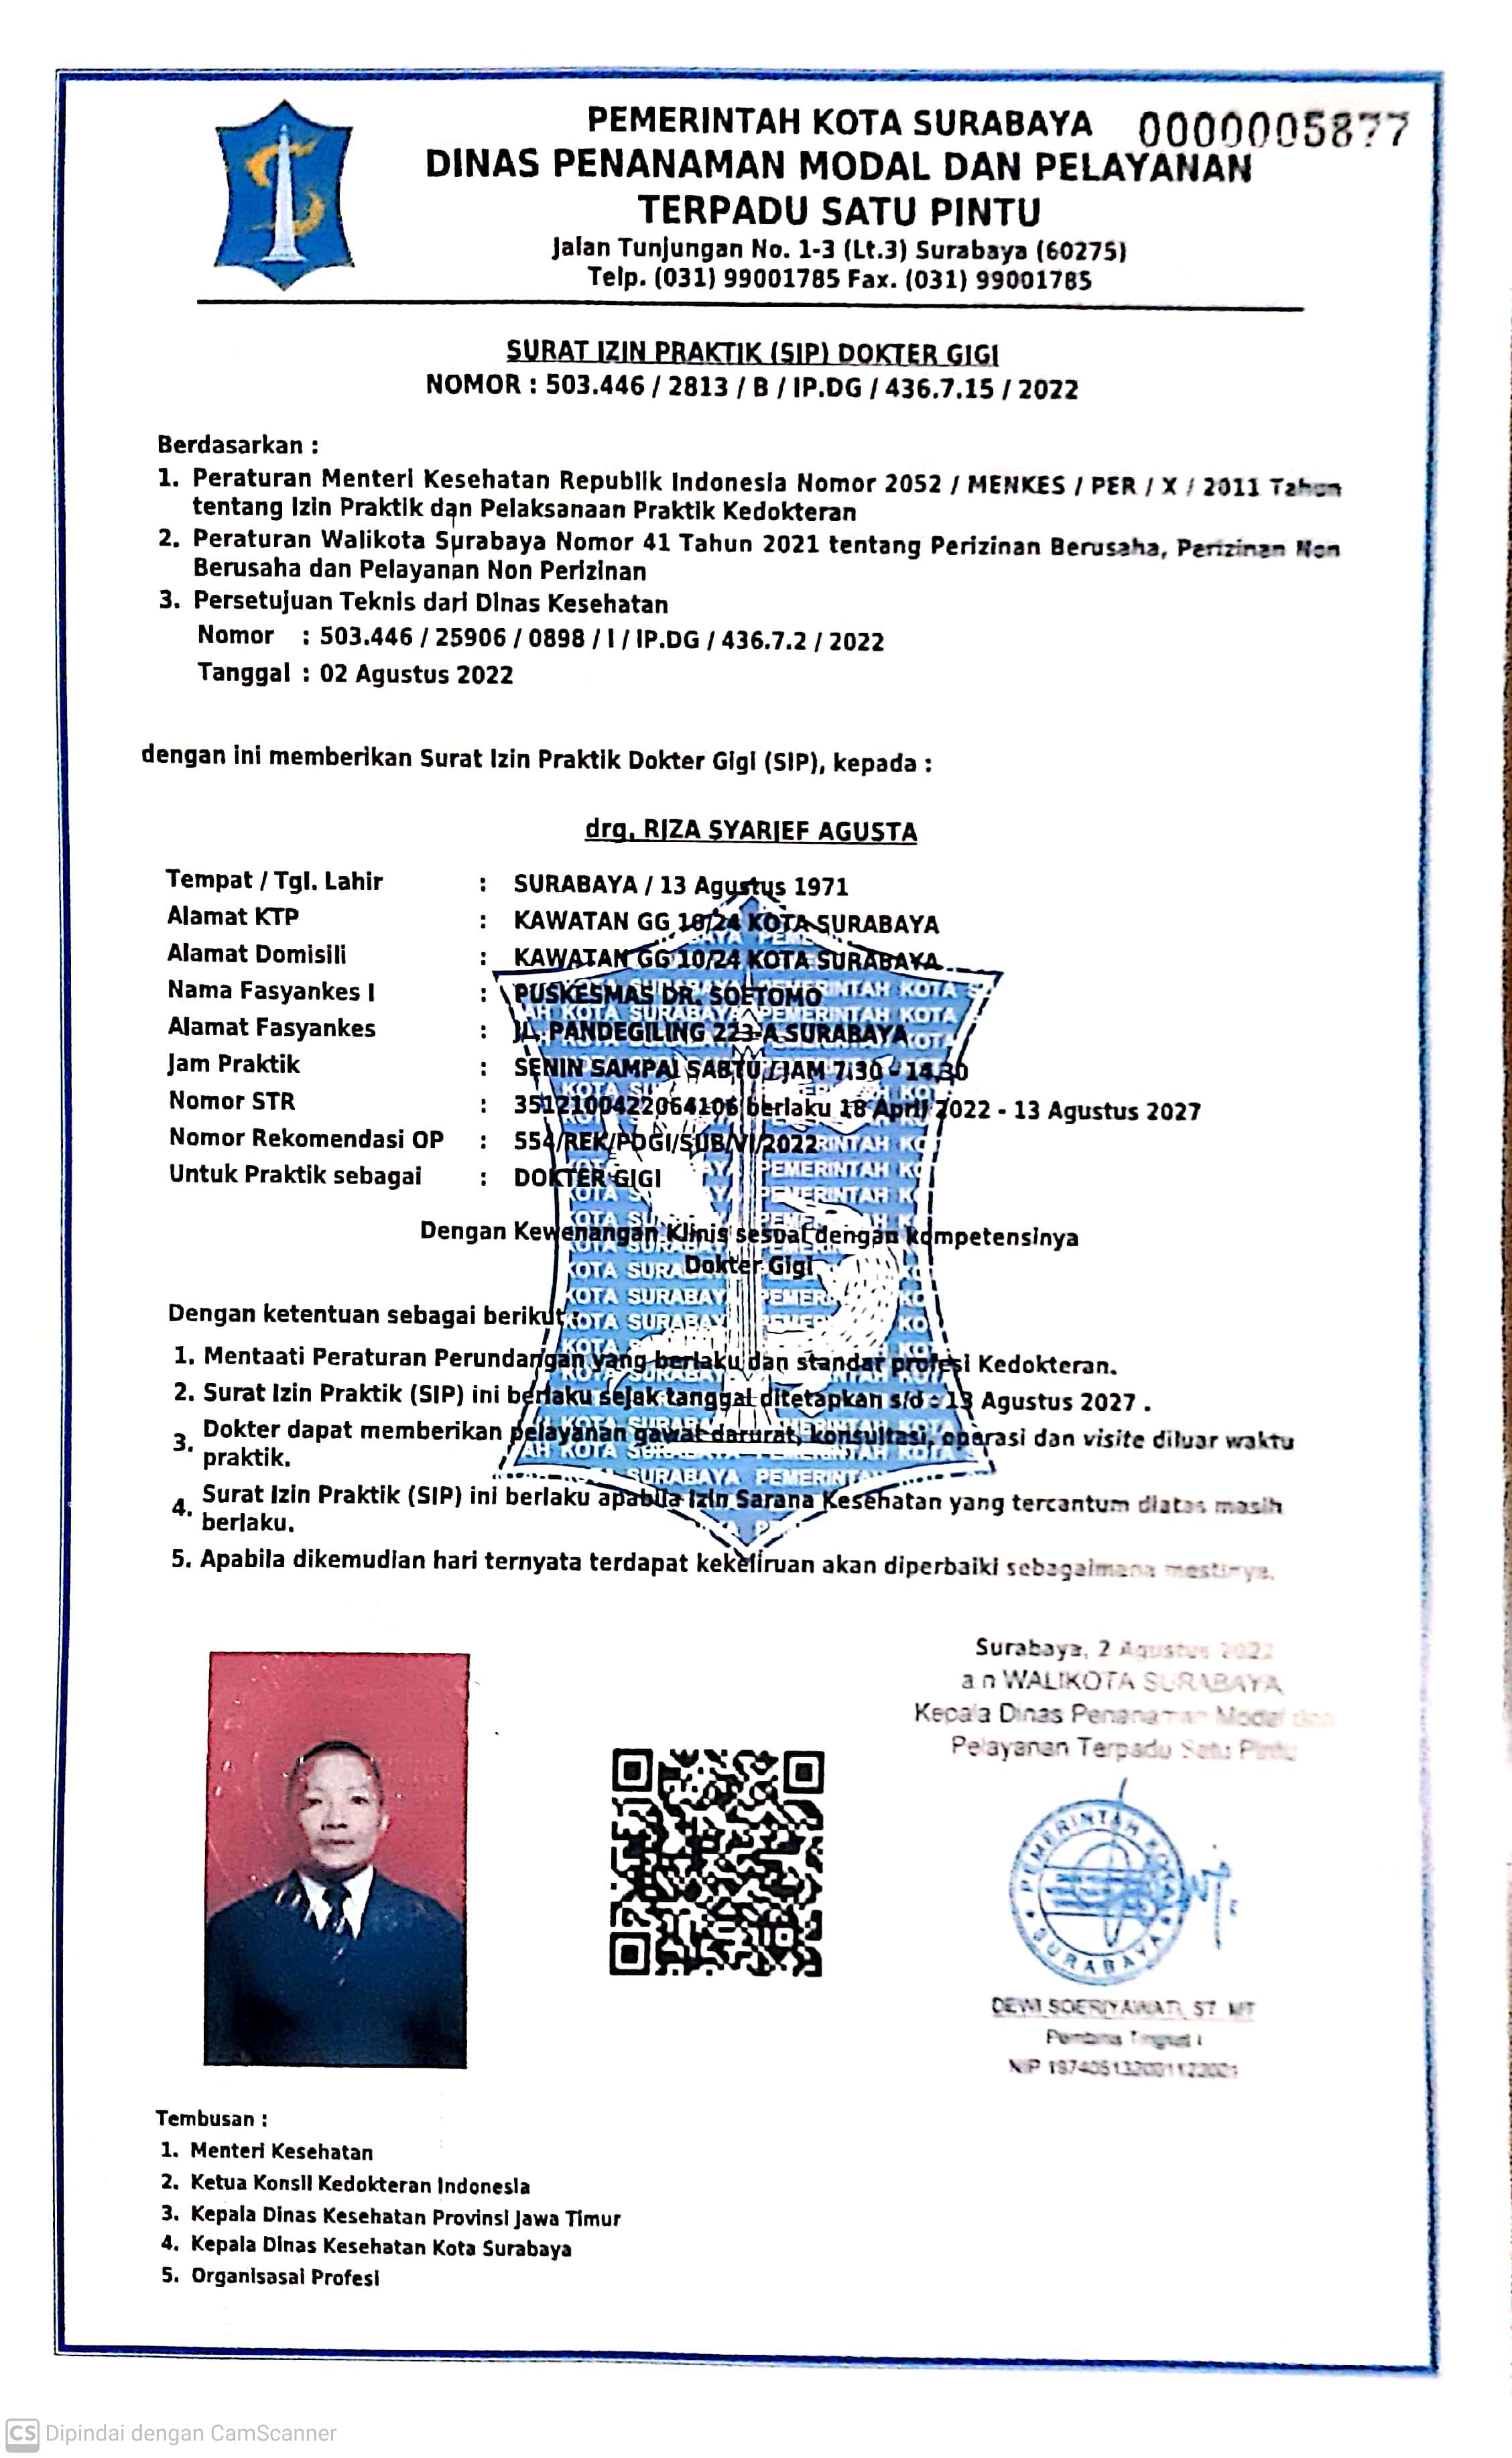 PEMERINTAH KOTA SURABAYA 0000005877
DINAS PENANAMAN MODAL DAN PELAYANAN
TERPADU SATU PINTU
Jalan Tunjungan No. 1-3 (Lt.3) Surabaya (60275)
Telp. (031) 99001785 Fax. (031) 99001785
SURAT IZIN PRAKTIK (SIP) DOKTER GIGI
NOMOR : 503.446 / 2813 / B / IP.DG / 436.7.15 / 2022
Berdasarkan :
1. Peraturan Menteri Kesehatan Republik Indonesia Nomor 2052 / MENKES / PER / X / 2011 Tahun
tentang Izin Praktik dan Pelaksanaan Praktik Kedokteran
2. Peraturan Walikota Surabaya Nomor 41 Tahun 2021 tentang Perizinan Berusaha, Perizinan Non
Berusaha dan Pelayanan Non Perizinan
3. Persetujuan Teknis dari Dinas Kesehatan
Nomor : 503.446 / 25906 / 0898 / I / IP.DG / 436.7.2 / 2022
Tanggal : 02 Agustus 2022
dengan ini memberikan Surat Izin Praktik Dokter Gigi (SIP), kepada :
drg. RIZA SYARIEF AGUSTA
Tempat / Tgl. Lahir : SURABAYA / 13 Agustus 1971
Alamat KTP : KAWATAN GG 10/24 KOTA SURABAYA
Alamat Domisili : KAWATAN GG 10/24 KOTA SURABAYA
Nama Fasyankes I : PUSKESMAS DR. SOETOMO
Alamat Fasyankes : JL. PANDEGILING 223-A SURABAYA
Jam Praktik : SENIN SAMPAI SABTU / JAM 7.30 - 14.30
Nomor STR : 3512100422064106 berlaku 18 April 2022 - 13 Agustus 2027
Nomor Rekomendasi OP : 554/REK/PDGI/SUB/VI/2022
Untuk Praktik sebagai : DOKTER GIGI
Dengan Kewenangan Klinis sesuai dengan kompetensinya
Dokter Gigi
Dengan ketentuan sebagai berikut :
1. Mentaati Peraturan Perundangan yang berlaku dan standar profesi Kedokteran.
2. Surat Izin Praktik (SIP) ini berlaku sejak tanggal ditetapkan s/d : 13 Agustus 2027 .
3. Dokter dapat memberikan pelayanan gawat darurat, konsultasi, operasi dan visite diluar waktu
praktik.
4. Surat Izin Praktik (SIP) ini berlaku apabila Izin Sarana Kesehatan yang tercantum diatas masih
berlaku.
5. Apabila dikemudian hari ternyata terdapat kekeliruan akan diperbaiki sebagaimana mestinya.
Surabaya, 2 Agustus 2022
a n WALIKOTA SURABAYA
Kepala Dinas Penanaman Modal dan
Pelayanan Terpadu Satu Pintu
PEMERINTAH KOTA
SURABAYA
DEWI SOERIYAWATI, ST MT
Pembina Tingkat I
NIP
Tembusan :
1. Menteri Kesehatan
2. Ketua Konsil Kedokteran Indonesia
3. Kepala Dinas Kesehatan Provinsi Jawa Timur
4. Kepala Dinas Kesehatan Kota Surabaya
5. Organisasai Profesi
CS Dipindai dengan CamScanner